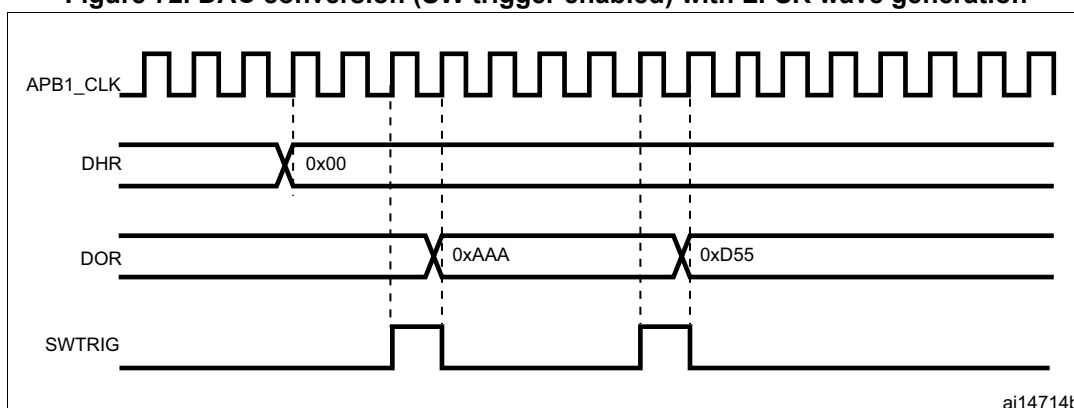 Figure 72. DAC conversion (SW trigger enabled) with LFSR wave generation
APB1_CLK
DHR
0x00
DOR
0xAAA
0xD55
SWTRIG
ai14714b